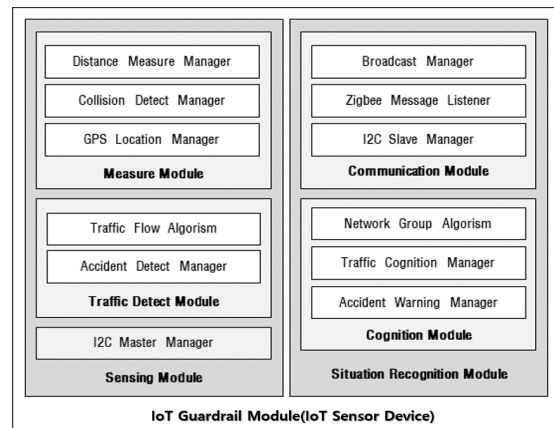 Distance Measure Manager
Collision Detect Manager
GPS Location Manager
Measure Module
Traffic Flow Algorism
Accident Detect Manager
Traffic Detect Module
I2C Master Manager
Sensing Module
Broadcast Manager
Zigbee Message Listener
I2C Slave Manager
Communication Module
Network Group Algorism
Traffic Cognition Manager
Accident Warning Manager
Cognition Module
Situation Recognition Module
IoT Guardrail Module(IoT Sensor Device)